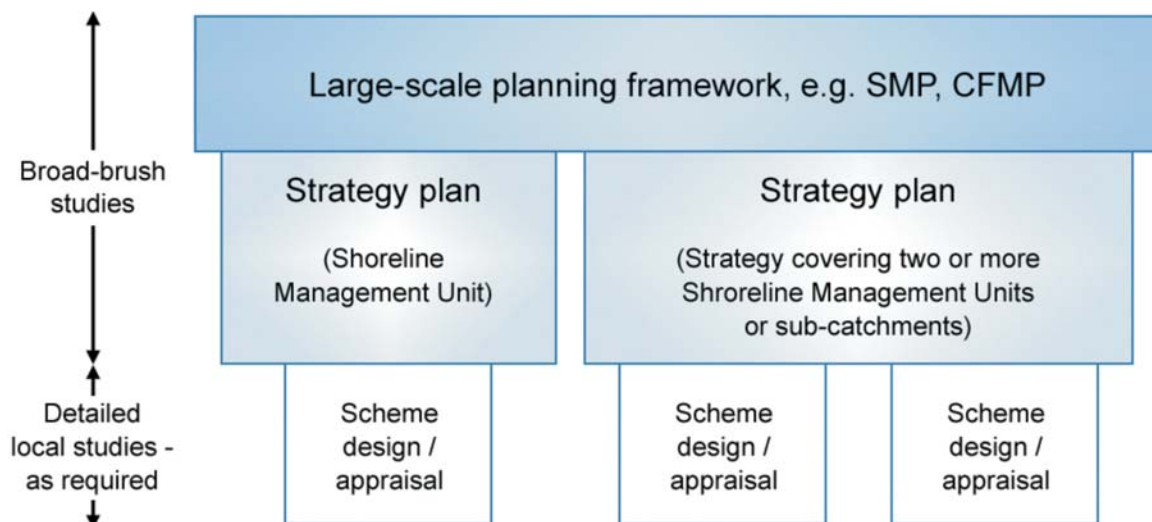 Large-scale planning framework, e.g. SMP, CFMP
Broad-brush
studies
Strategy plan
(Shoreline
Management Unit)
Strategy plan
(Strategy covering two or more
Shroreline Management Units
or sub-catchments)
Detailed
local studies -
as required
Scheme
design /
appraisal
Scheme
design /
appraisal
Scheme
design /
appraisal